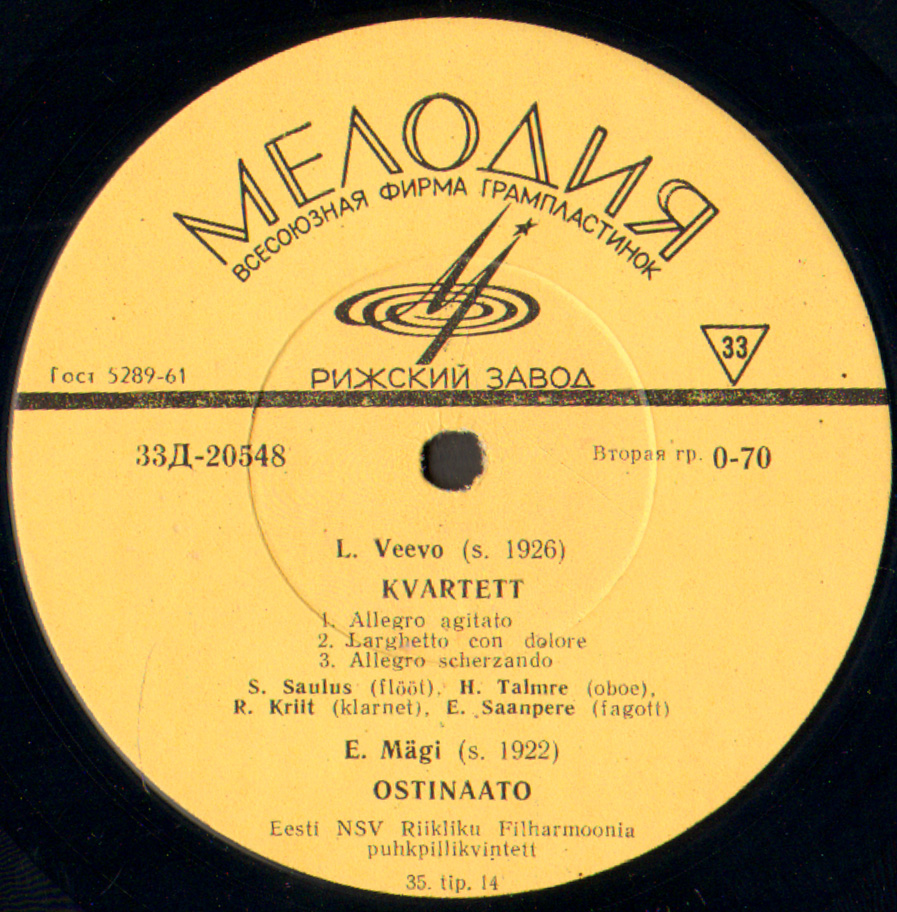 МЕЛОДИЯ
ВСЕСОЮЗНАЯ ФИРМА ГРАМПЛАСТИНОК
33
Гост 5289-61
РИЖСКИЙ ЗАВОД
33Д-20548
Вторая гр. 0-70
L. Veevo (s. 1926)
KVARTETT
1. Allegro agitato
2. Larghetto con dolore
3. Allegro scherzando
S. Saulus (flööt), H. Talmre (oboe),
R. Kriit (klarnet), E. Saanpere (fagott)
E. Mägi (s. 1922)
OSTINAATO
Eesti NSV Riikliku Filharmoonia
puhkpillikvintett
35. tip. 14